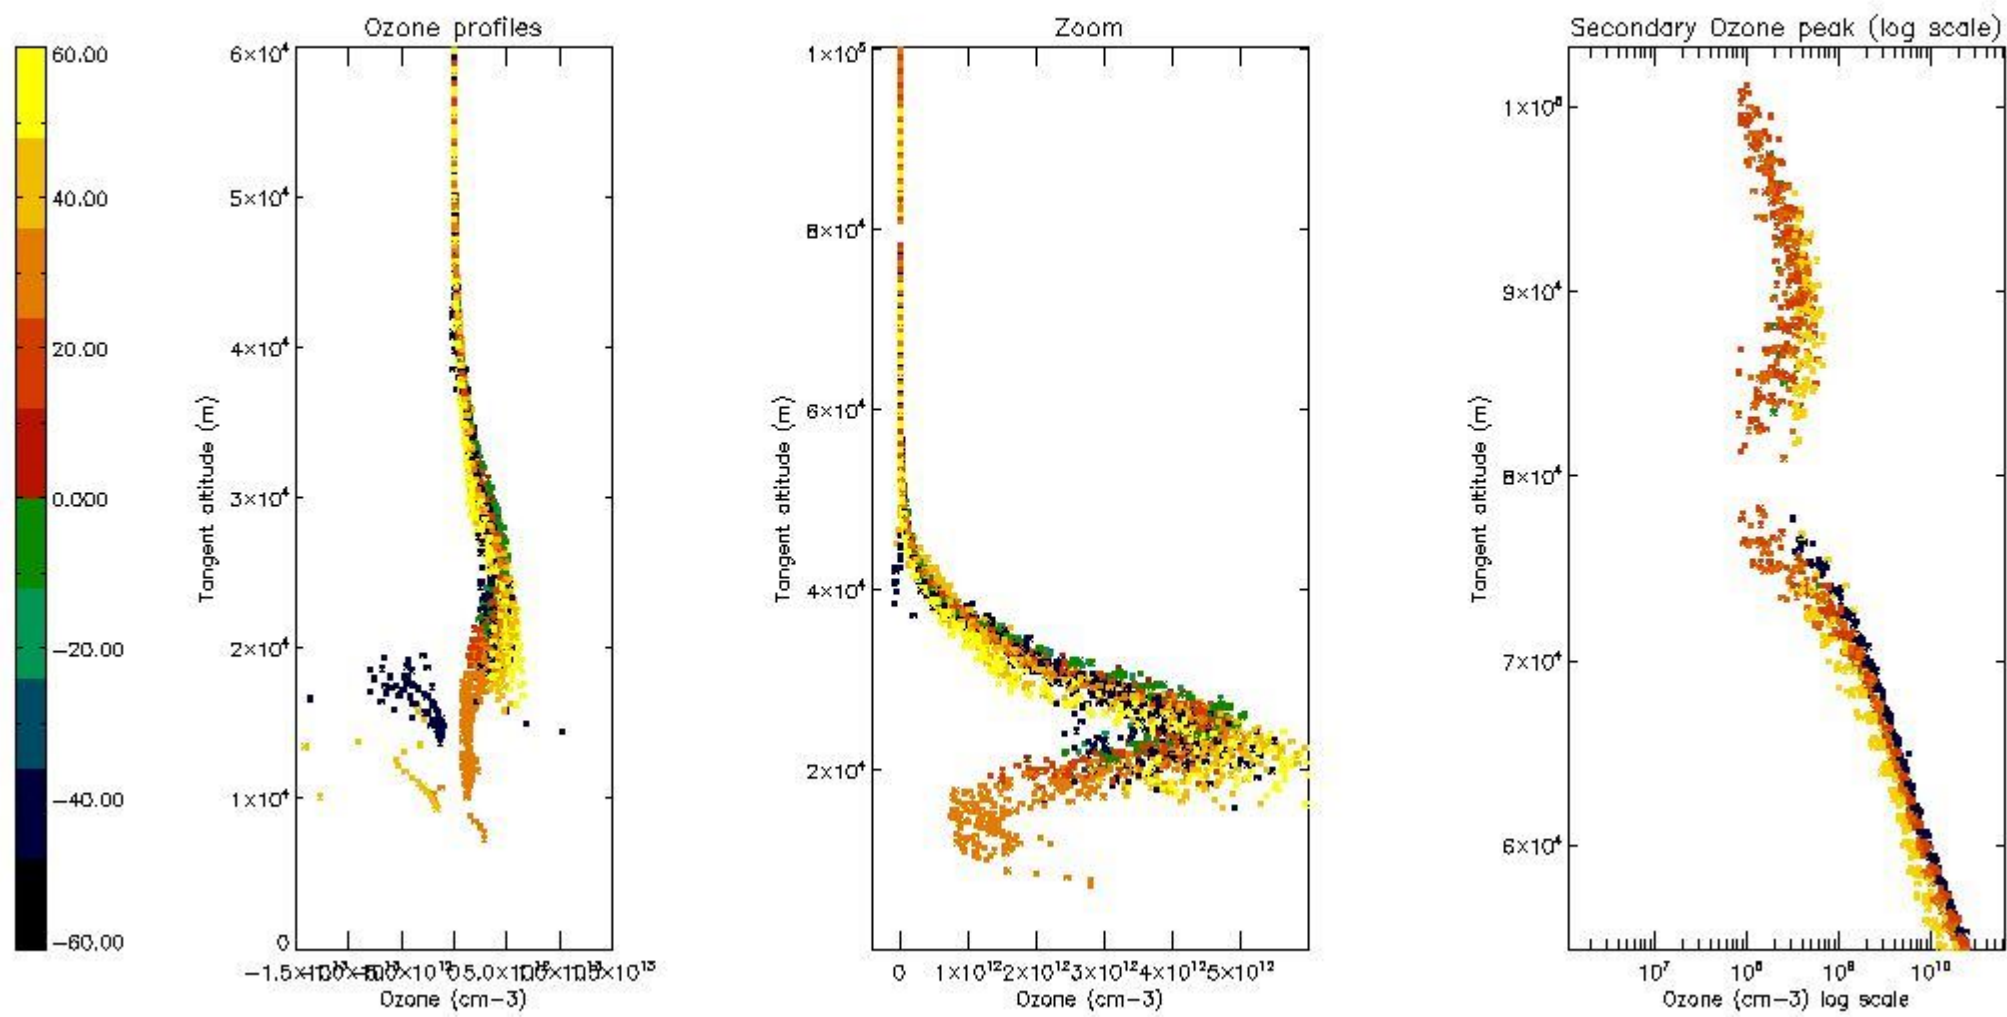 Ozone profiles
Zoom
Secondary Ozone peak (log scale)
60.00
40.00
20.00
0.000
−20.00
−40.00
−60.00
Tangent altitude (m)
6×10⁴
5×10⁴
4×10⁴
3×10⁴
2×10⁴
1×10⁴
0
Ozone (cm−3)
Tangent altitude (m)
1×10⁵
8×10⁴
6×10⁴
4×10⁴
2×10⁴
0 1×10¹² 2×10¹² 3×10¹² 4×10¹² 5×10¹²
Ozone (cm−3)
Tangent altitude (m)
1×10⁵
9×10⁴
8×10⁴
7×10⁴
6×10⁴
10⁷ 10⁸ 10⁹ 10¹⁰
Ozone (cm−3) log scale